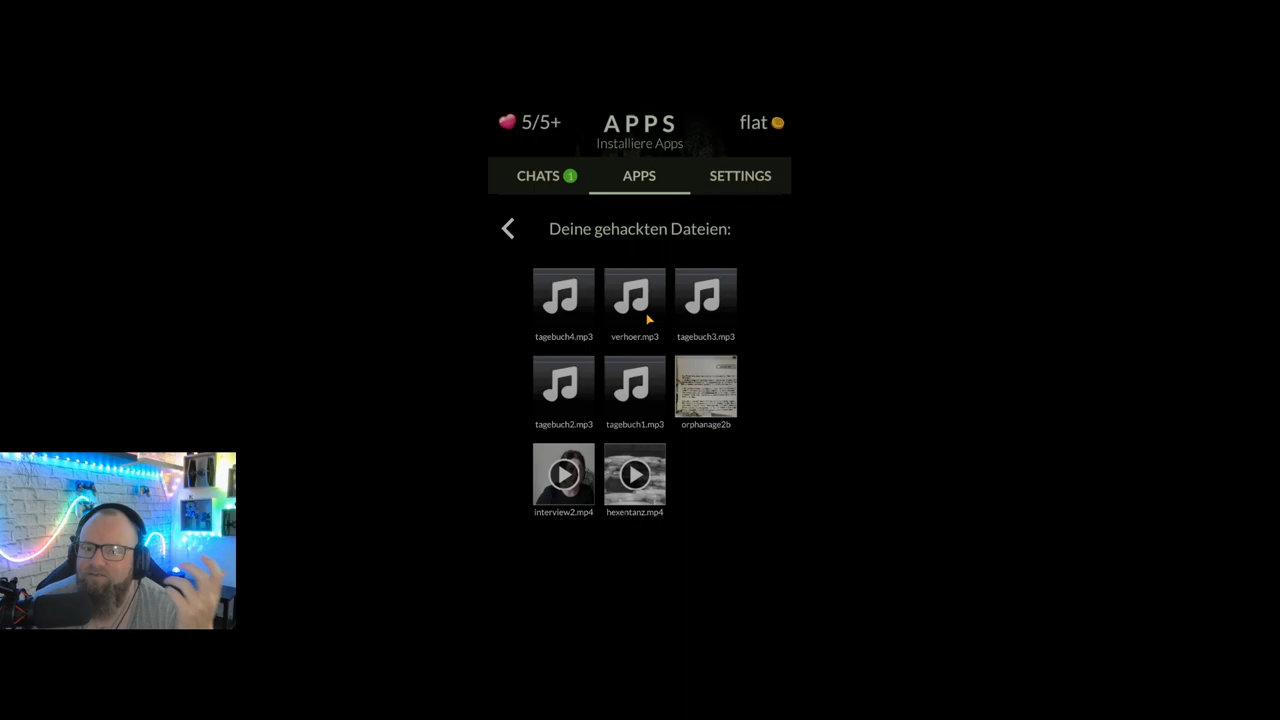 5/5+
APPS
flat
Installiere Apps
CHATS 1
APPS
SETTINGS
Deine gehackten Dateien:
tagebuch4.mp3
verhoer.mp3
tagebuch3.mp3
tagebuch2.mp3
tagebuch1.mp3
orphanage2b
interview2.mp4
hexentanz.mp4